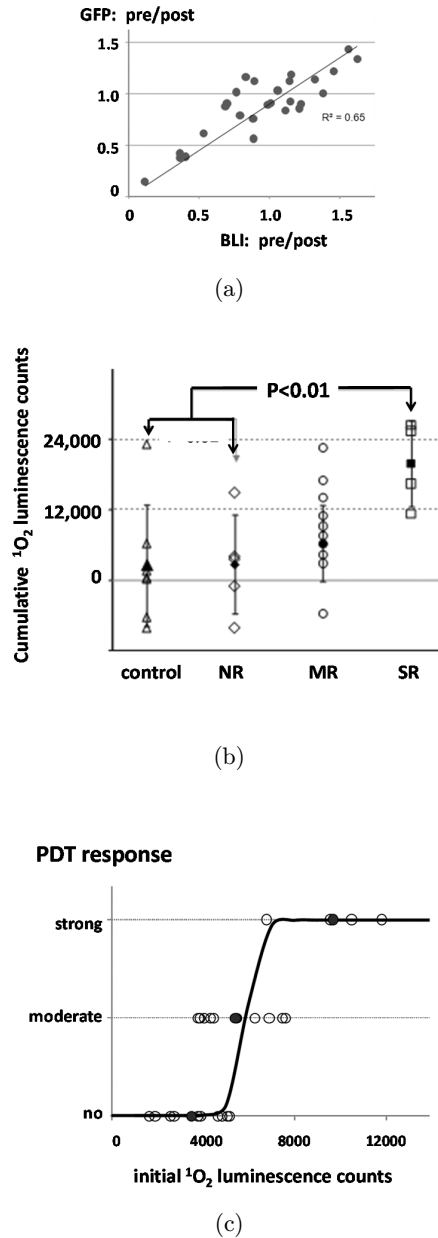 GFP: pre/post
1.5
1.0
0.5
0
R² = 0.65
0 0.5 1.0 1.5
BLI: pre/post
(a)
Cumulative ¹O₂ luminescence counts
P<0.01
24,000
12,000
0
control NR MR SR
(b)
PDT response
strong
moderate
no
0 4000 8000 12000
initial ¹O₂ luminescence counts
(c)